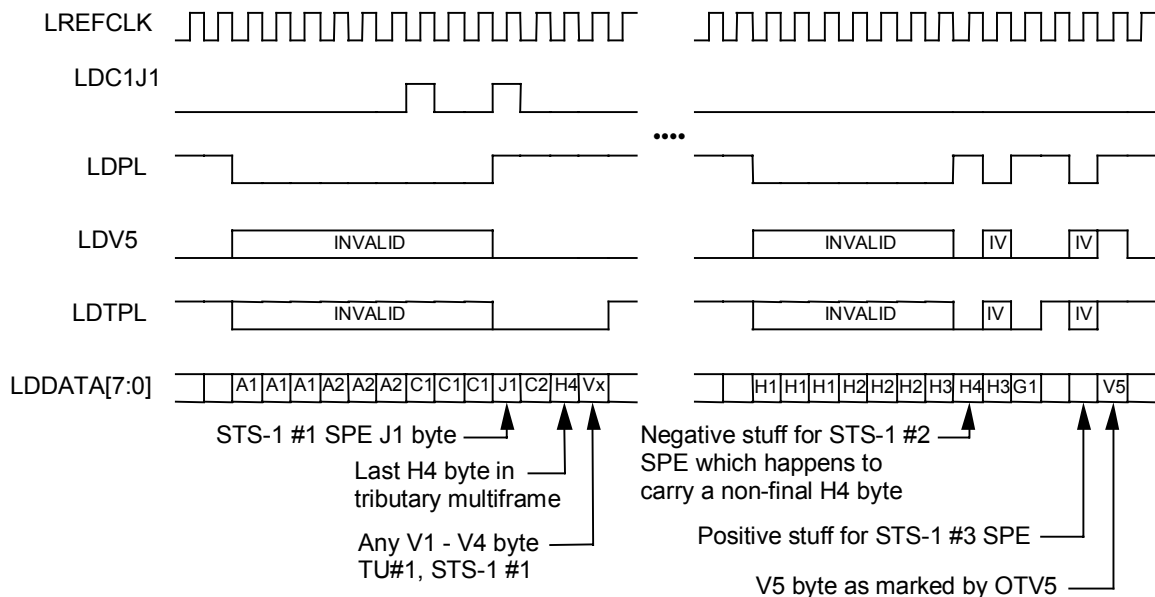 LREFCLK
LDC1J1
....
LDPL
LDV5
INVALID
INVALID
IV
IV
LDTPL
INVALID
INVALID
IV
IV
LDDATA[7:0]
A1 A1 A1 A2 A2 A2 C1 C1 C1 J1 C2 H4 Vx
H1 H1 H1 H2 H2 H2 H3 H4 H3 G1 V5
STS-1 #1 SPE J1 byte
Last H4 byte in
tributary multiframe
Any V1 - V4 byte
TU#1, STS-1 #1
Negative stuff for STS-1 #2
SPE which happens to
carry a non-final H4 byte
Positive stuff for STS-1 #3 SPE
V5 byte as marked by OTV5